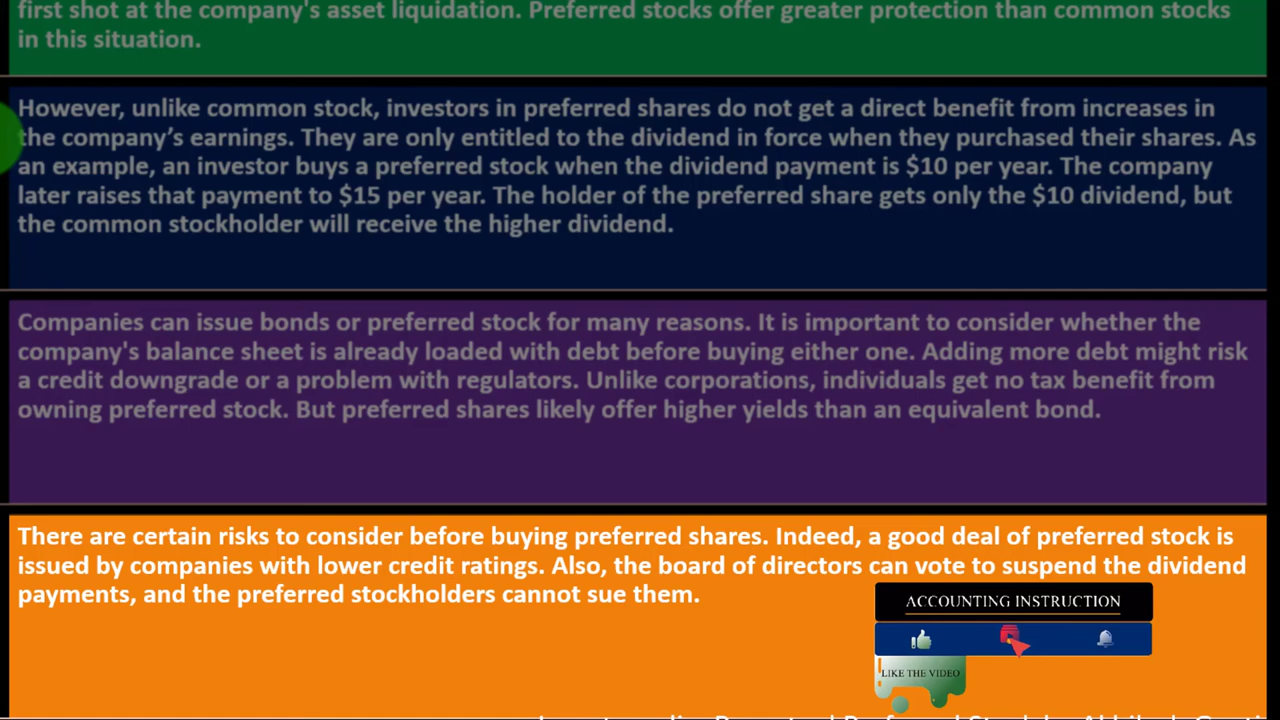 first shot at the company's asset liquidation. Preferred stocks offer greater protection than common stocks
in this situation.
However, unlike common stock, investors in preferred shares do not get a direct benefit from increases in
the company’s earnings. They are only entitled to the dividend in force when they purchased their shares. As
an example, an investor buys a preferred stock when the dividend payment is $10 per year. The company
later raises that payment to $15 per year. The holder of the preferred share gets only the $10 dividend, but
the common stockholder will receive the higher dividend.
Companies can issue bonds or preferred stock for many reasons. It is important to consider whether the
company's balance sheet is already loaded with debt before buying either one. Adding more debt might risk
a credit downgrade or a problem with regulators. Unlike corporations, individuals get no tax benefit from
owning preferred stock. But preferred shares likely offer higher yields than an equivalent bond.
There are certain risks to consider before buying preferred shares. Indeed, a good deal of preferred stock is
issued by companies with lower credit ratings. Also, the board of directors can vote to suspend the dividend
payments, and the preferred stockholders cannot sue them.
ACCOUNTING INSTRUCTION
LIKE THE VIDEO